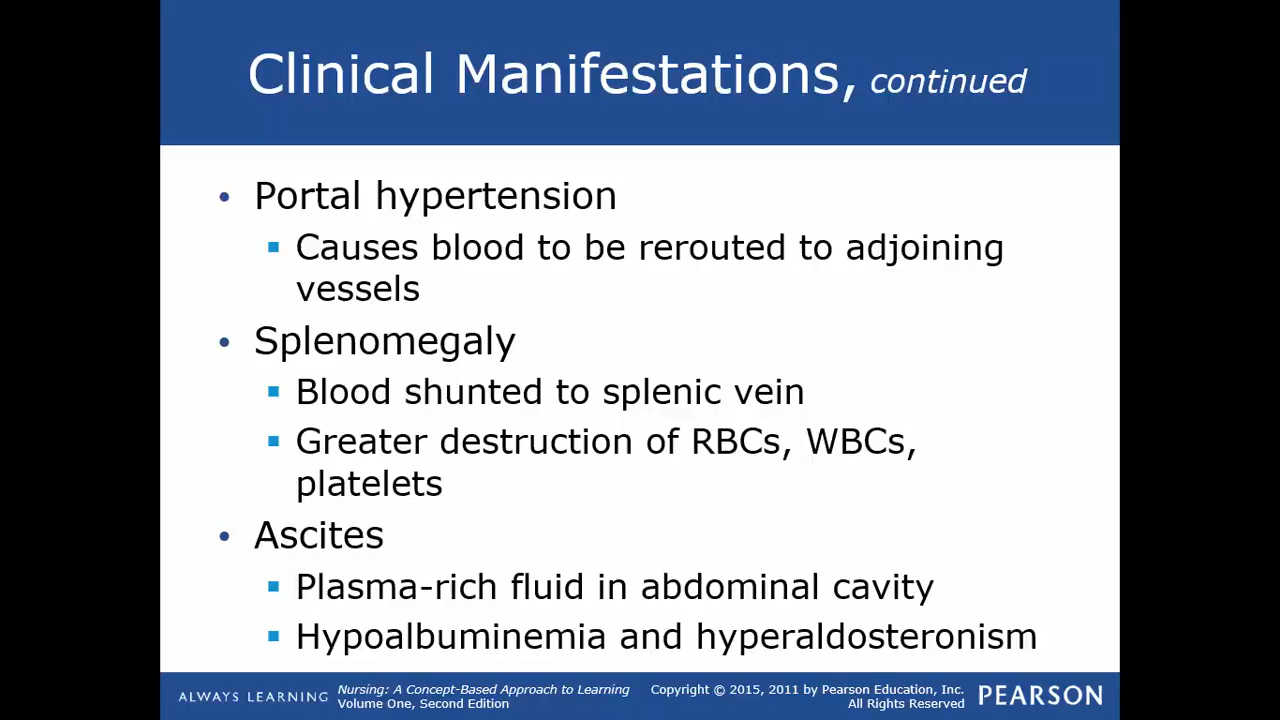 Clinical Manifestations, continued
• Portal hypertension
▪ Causes blood to be rerouted to adjoining
vessels
• Splenomegaly
▪ Blood shunted to splenic vein
▪ Greater destruction of RBCs, WBCs,
platelets
• Ascites
▪ Plasma-rich fluid in abdominal cavity
▪ Hypoalbuminemia and hyperaldosteronism
ALWAYS LEARNING
Nursing: A Concept-Based Approach to Learning
Volume One, Second Edition
Copyright © 2015, 2011 by Pearson Education, Inc.
All Rights Reserved
PEARSON